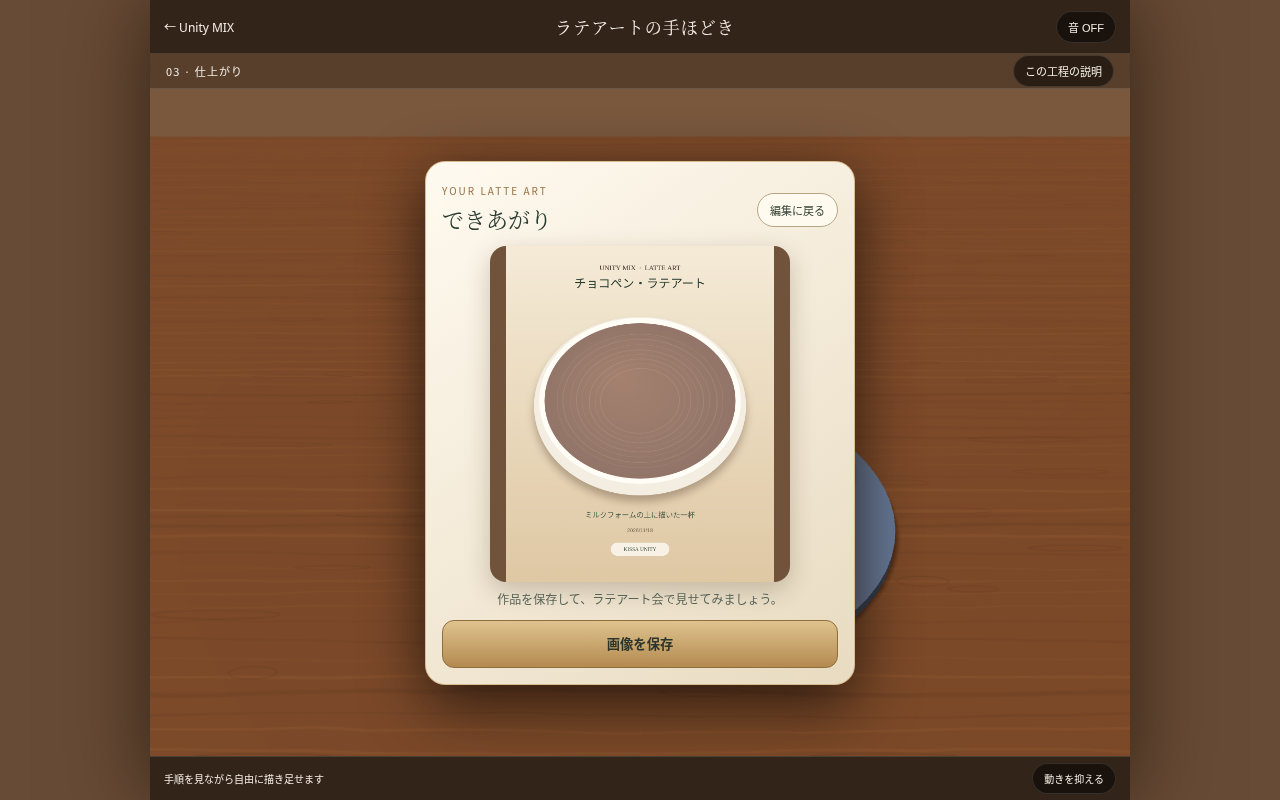 ← Unity MIX
ラテアートの手ほどき
音 OFF
03 · 仕上がり
この工程の説明
YOUR LATTE ART
できあがり
編集に戻る
UNITY MIX · LATTE ART
チョコペン・ラテアート
ミルクフォームの上に描いた一杯
KISSA UNITY
作品を保存して、ラテアート会で見せてみましょう。
画像を保存
手順を見ながら自由に描き足せます
動きを抑える